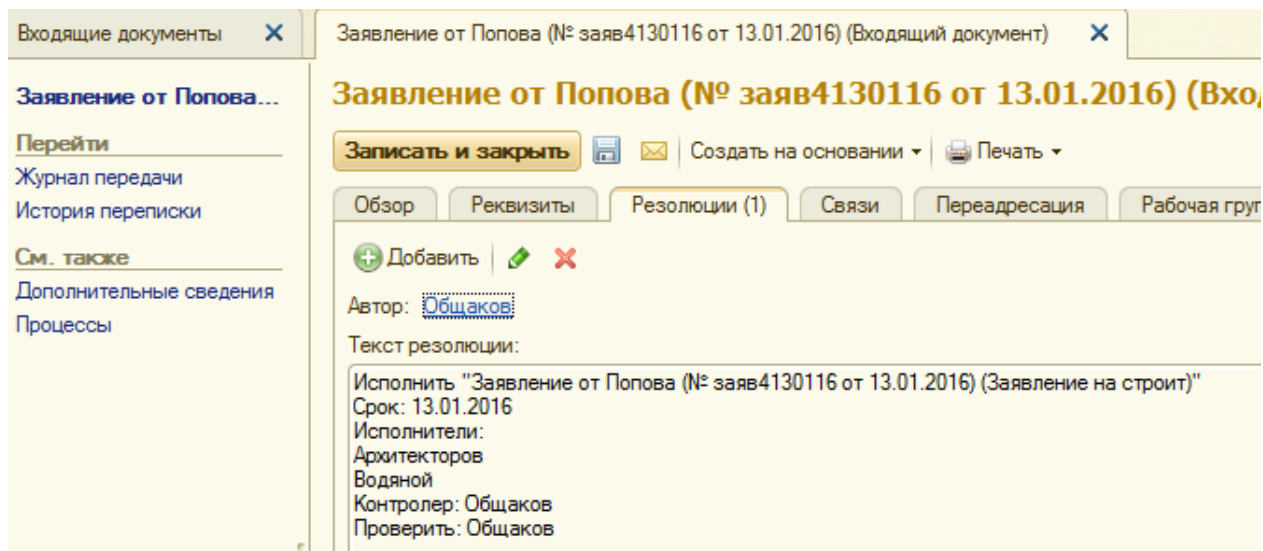 Входящие документы
Заявление от Попова (№ заяв4130116 от 13.01.2016) (Входящий документ)
Заявление от Попова...
Перейти
Журнал передачи
История переписки
См. также
Дополнительные сведения
Процессы
Заявление от Попова (№ заяв4130116 от 13.01.2016) (Вхо
Записать и закрыть Создать на основании Печать
Обзор Реквизиты Резолюции (1) Связи Переадресация Рабочая груп
Добавить
Автор: Общаков
Текст резолюции:
Исполнить "Заявление от Попова (№ заяв4130116 от 13.01.2016) (Заявление на строит)"
Срок: 13.01.2016
Исполнители:
Архитекторов
Водяной
Контролер: Общаков
Проверить: Общаков